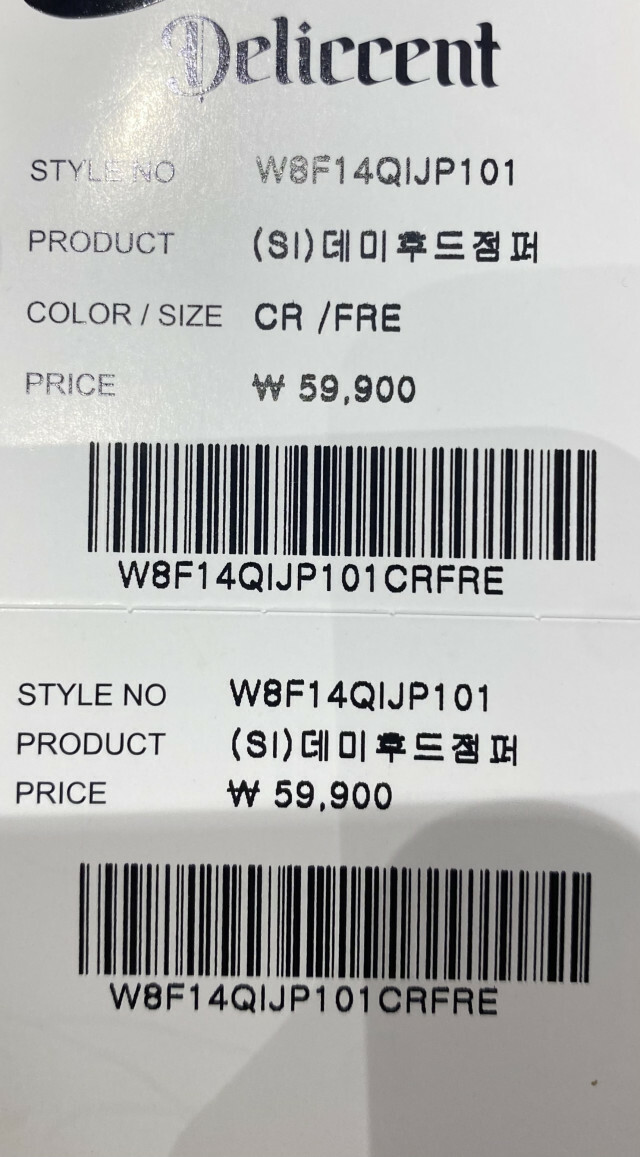 Deliccent
STYLE NO W8F14QIJP101
PRODUCT (SI)데미후드점퍼
COLOR / SIZE CR /FRE
PRICE ₩ 59,900
W8F14QIJP101CRFRE
STYLE NO W8F14QIJP101
PRODUCT (SI)데미후드점퍼
PRICE ₩ 59,900
W8F14QIJP101CRFRE